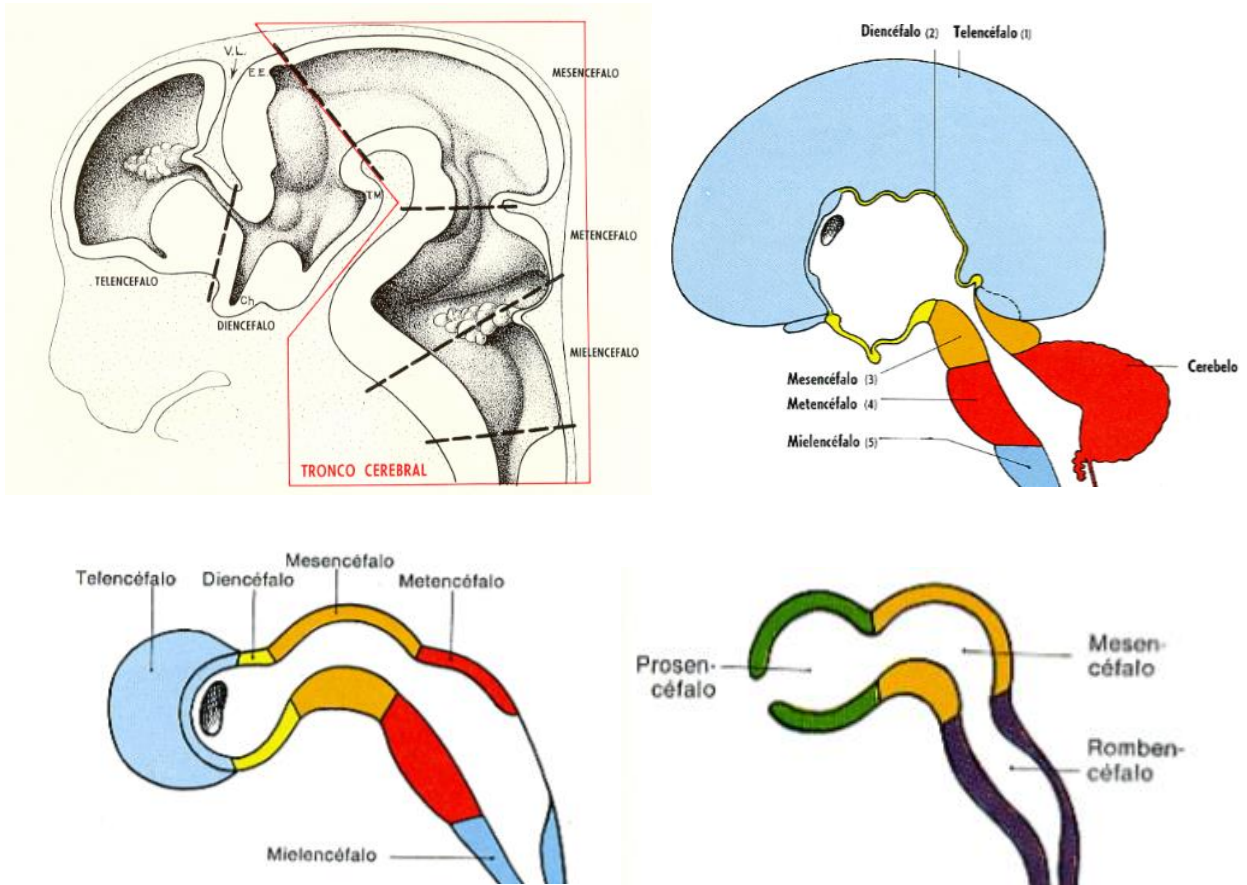 V.L.
E.E.
MESENCEFALO
T.M.
METENCEFALO
TELENCEFALO
Ch.
DIENCEFALO
MIELENCEFALO
TRONCO CEREBRAL
Diencéfalo (2) Telencéfalo (1)
Mesencéfalo (3)
Cerebelo
Metencéfalo (4)
Mielencéfalo (5)
Telencéfalo
Diencéfalo
Mesencéfalo
Metencéfalo
Mielencéfalo
Prosen-
céfalo
Mesen-
céfalo
Romben-
céfalo